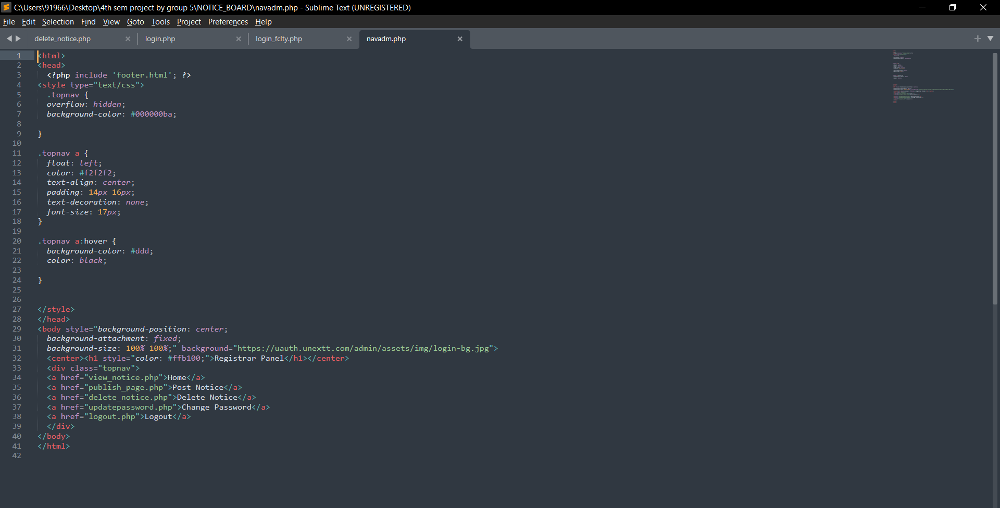 C:\Users\91966\Desktop\4th sem project by group 5\NOTICE_BOARD\navadm.php - Sublime Text (UNREGISTERED)
File Edit Selection Find View Goto Tools Project Preferences Help
delete_notice.php login.php login_fclty.php navadm.php
1 <html>
2 <head>
3 <?php include 'footer.html'; ?>
4 <style type="text/css">
5 .topnav {
6 overflow: hidden;
7 background-color: #000000ba;
8
9 }
10
11 .topnav a {
12 float: left;
13 color: #f2f2f2;
14 text-align: center;
15 padding: 14px 16px;
16 text-decoration: none;
17 font-size: 17px;
18 }
19
20 .topnav a:hover {
21 background-color: #ddd;
22 color: black;
23
24 }
25
26
27 </style>
28 </head>
29 <body style="background-position: center;
30 background-attachment: fixed;
31 background-size: 100% 100%;" background="https://uauth.unextt.com/admin/assets/img/login-bg.jpg">
32 <center><h1 style="color: #ffb100;">Registrar Panel</h1></center>
33 <div class="topnav">
34 <a href="view_notice.php">Home</a>
35 <a href="publish_page.php">Post Notice</a>
36 <a href="delete_notice.php">Delete Notice</a>
37 <a href="updatepassword.php">Change Password</a>
38 <a href="logout.php">Logout</a>
39 </div>
40 </body>
41 </html>
42